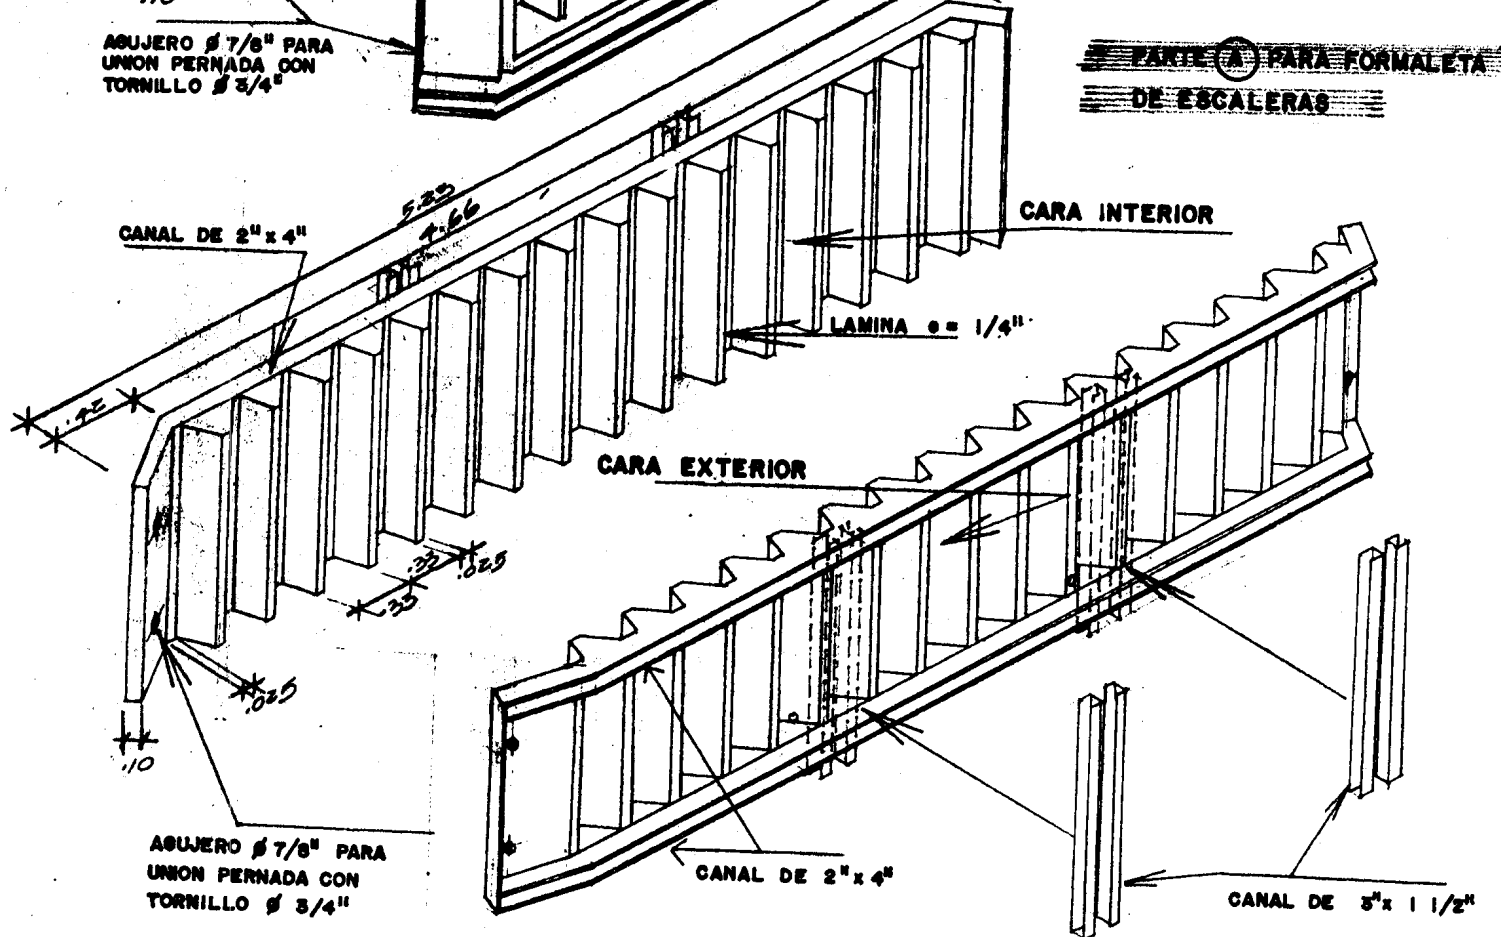 .10
AGUJERO Ø 7/8" PARA
UNION PERNADA CON
TORNILLO Ø 3/4"
PARTE A PARA FORMALETA
DE ESCALERAS
5.23
4.66
CANAL DE 2" x 4"
CARA INTERIOR
LAMINA e = 1/4"
.42
CARA EXTERIOR
.33
.025
.33
.025
.10
AGUJERO Ø 7/8" PARA
UNION PERNADA CON
TORNILLO Ø 3/4"
CANAL DE 2" x 4"
CANAL DE 3" x 1 1/2"